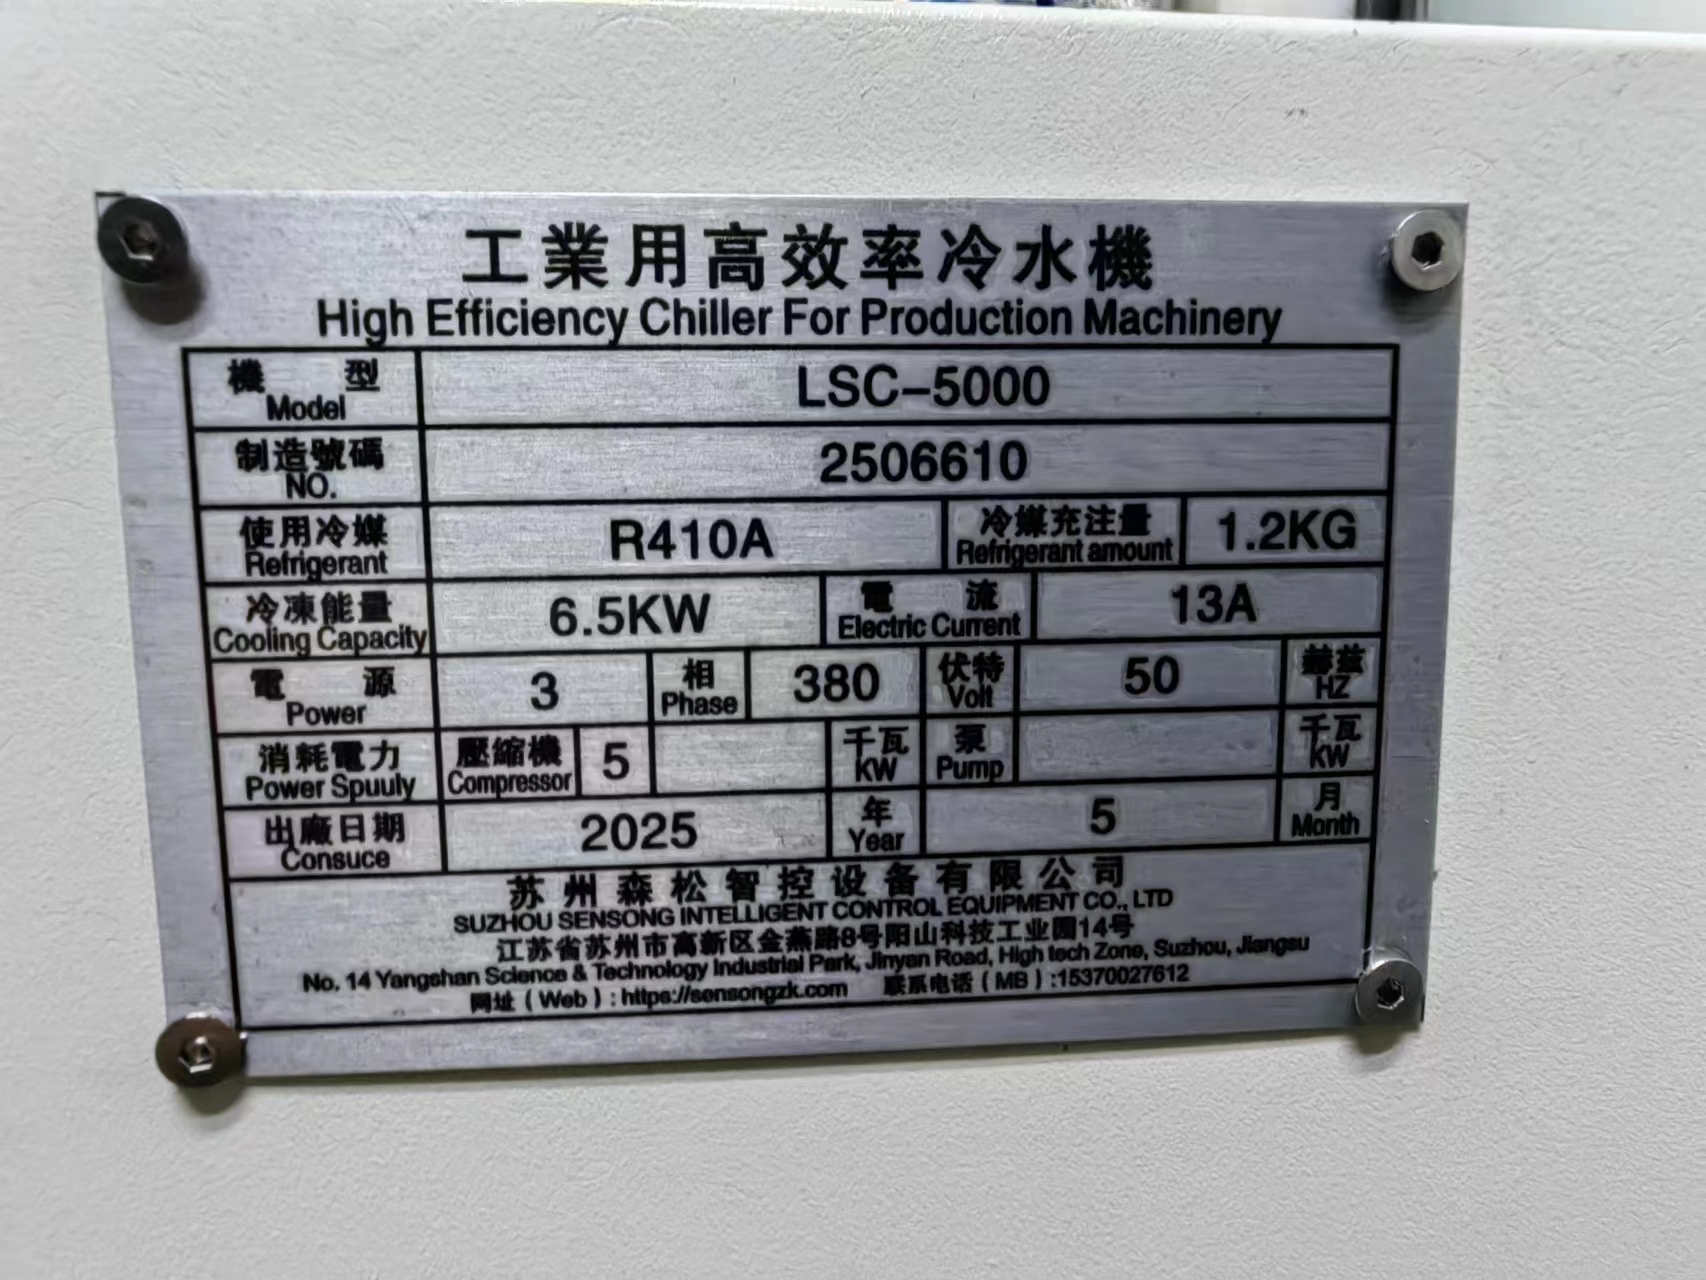 工業用高效率冷水機
High Efficiency Chiller For Production Machinery
機型 LSC-5000
Model
制造號碼 2506610
NO.
使用冷媒 R410A 冷媒充注量 1.2KG
Refrigerant Refrigerant amount
冷凍能量 6.5KW 電流 13A
Cooling Capacity Electric Current
電源 3 相 380 伏特 50 赫兹
Power Phase Volt HZ
消耗電力 壓縮機 5 千瓦 泵 千瓦
Power Spuuly Compressor KW Pump KW
出廠日期 2025 年 5 月
Consuce Year Month
苏州森松智控设备有限公司
SUZHOU SENSONG INTELLIGENT CONTROL EQUIPMENT CO., LTD
江苏省苏州市高新区金燕路8号阳山科技工业园14号
No. 14 Yangshan Science & Technology Industrial Park, Jinyan Road, High tech Zone, Suzhou, Jiangsu
网址（Web）: https://sensongzk.com 联系电话（MB）:15370027612